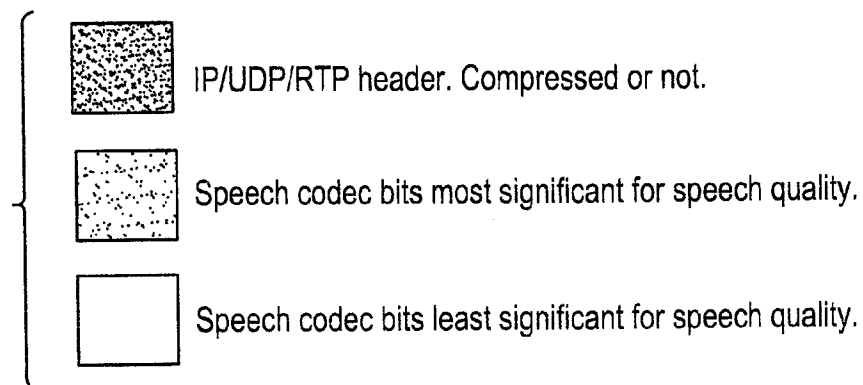 IP/UDP/RTP header. Compressed or not.
Speech codec bits most significant for speech quality.
Speech codec bits least significant for speech quality.